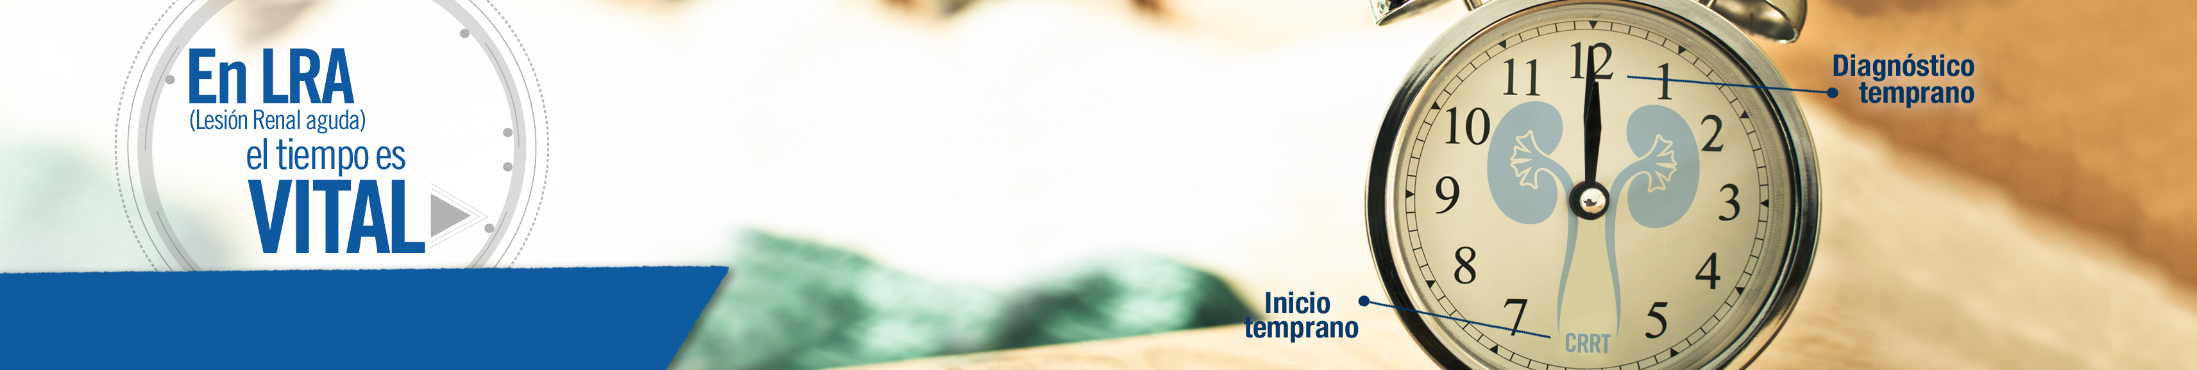 En LRA
(Lesión Renal aguda)
el tiempo es
VITAL
Diagnóstico
temprano
Inicio
temprano
12
1
2
3
4
5
CRRT
7
8
9
10
11